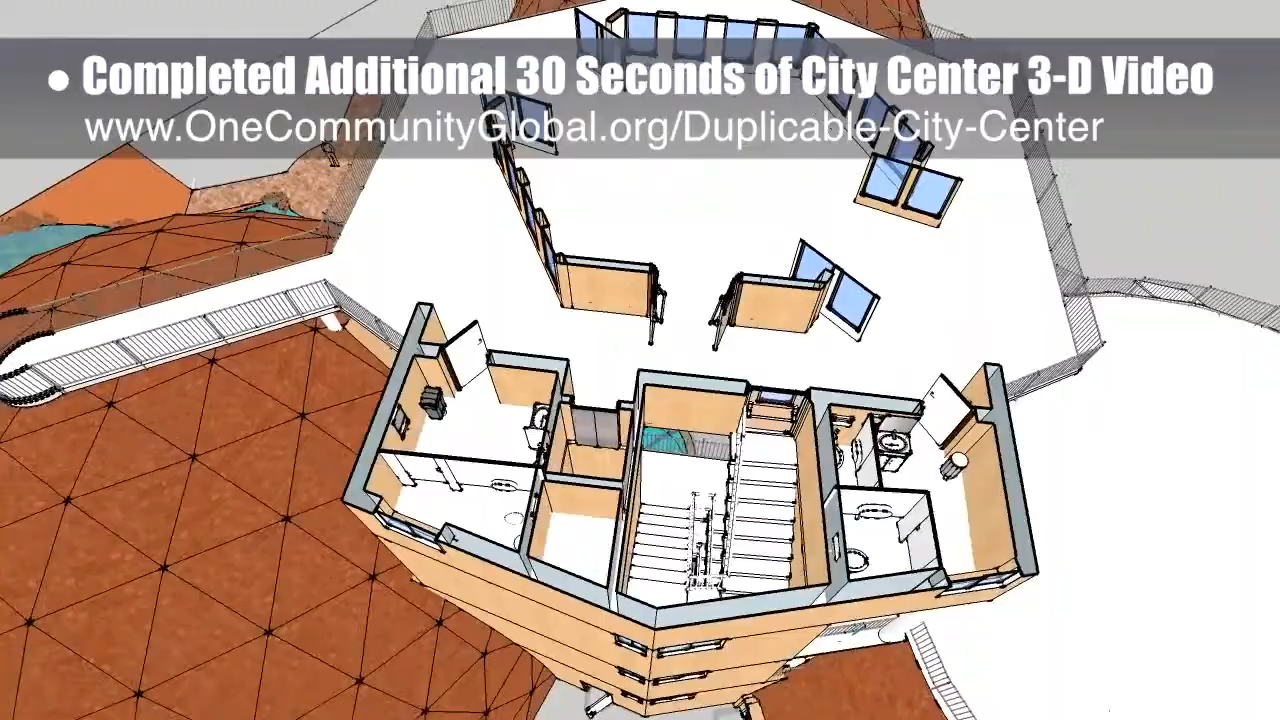 • Completed Additional 30 Seconds of City Center 3-D Video
www.OneCommunityGlobal.org/Duplicable-City-Center